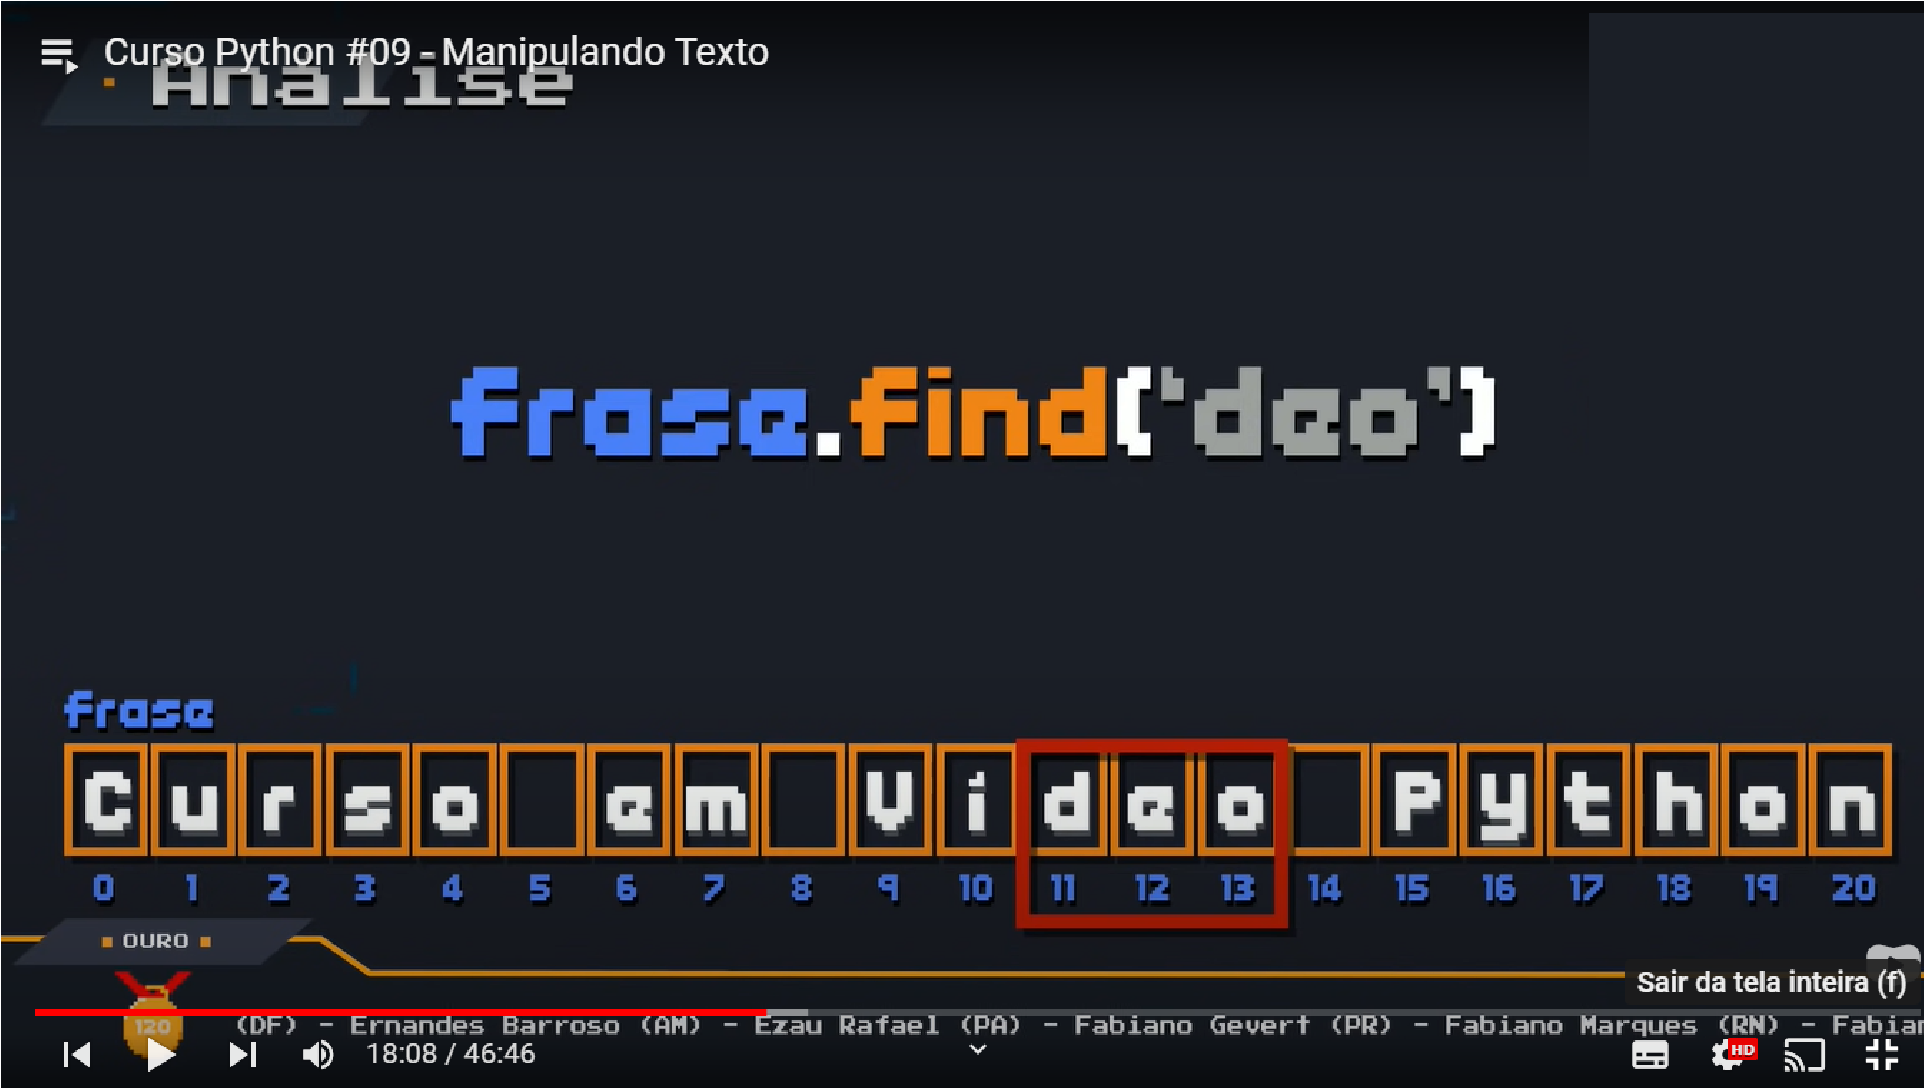 Curso Python #09 - Manipulando Texto
Análise
frase.find('deo')
frase
C u r s o e m V í d e o P y t h o n
0 1 2 3 4 5 6 7 8 9 10 11 12 13 14 15 16 17 18 19 20
OURO
Sair da tela inteira (f)
120
(DF) - Ernandes Barroso (AM) - Ezau Rafael (PA) - Fabiano Gevert (PR) - Fabiano Marques (RN) - Fabia
18:08 / 46:46
HD